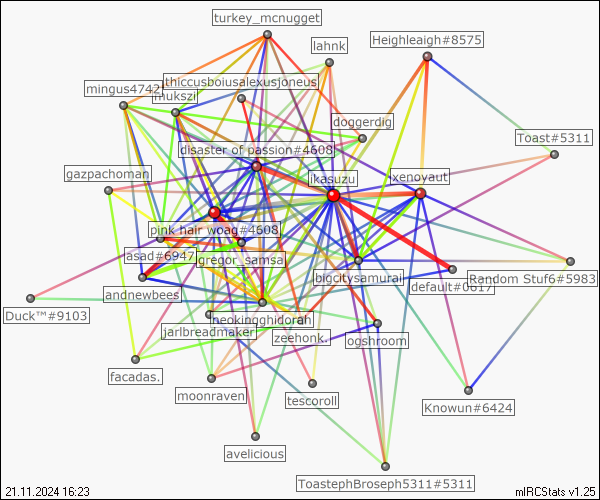 turkey_mcnugget
lahnk
Heighleaigh#8575
thiccusboiusalexusjoneus
mingus4742
mukszi
doggerdig
Toast#5311
disaster of passion#4608
gazpachoman
ikasuzu
xenoyaut
pink hair woag#4608
asad#6947
gregor_samsa
bigcitysamurai
Random Stuf6#5983
default#0617
andnewbees
Duck™#9103
neokingghidorah
jarlbreadmaker
zeehonk.
ogshroom
facadas.
moonraven
tescoroll
Knowun#6424
avelicious
ToastephBroseph5311#5311
21.11.2024 16:23
mIRCStats v1.25